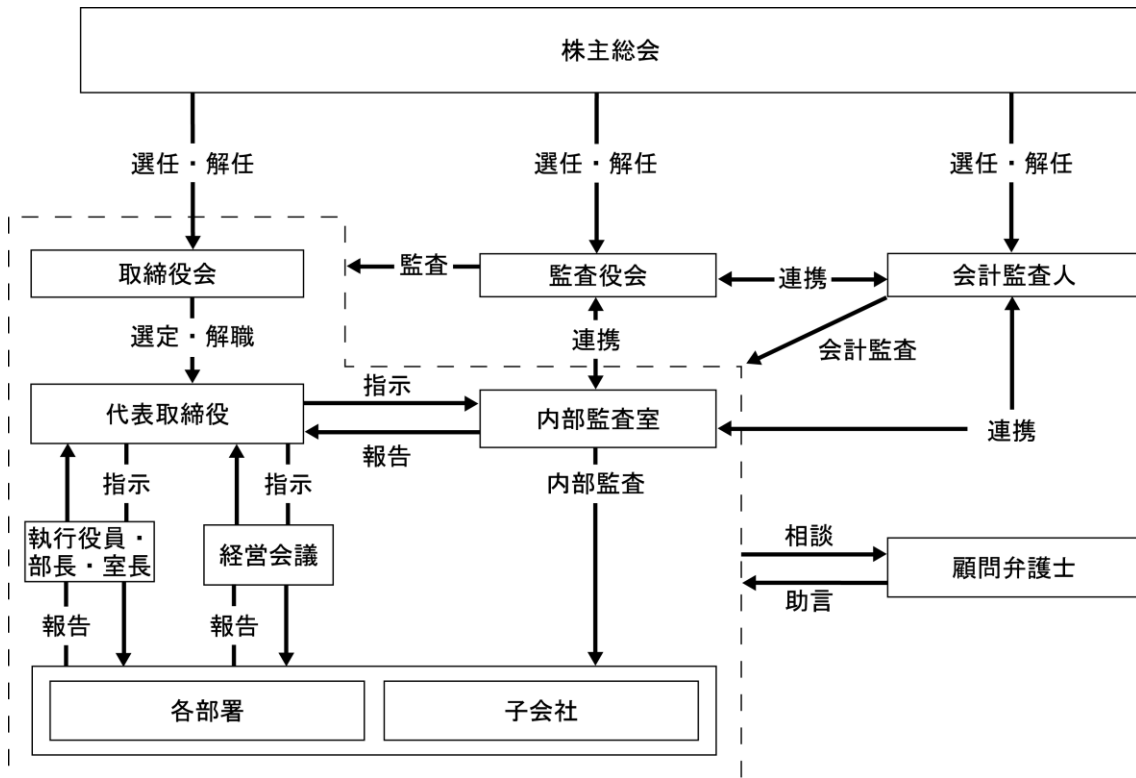 株主総会
選任・解任
選任・解任
選任・解任
取締役会
監査
監査役会
連携
会計監査人
選定・解職
連携
会計監査
代表取締役
指示
報告
内部監査室
連携
指示
指示
内部監査
執行役員・
部長・室長
経営会議
相談
助言
顧問弁護士
報告
報告
各部署
子会社